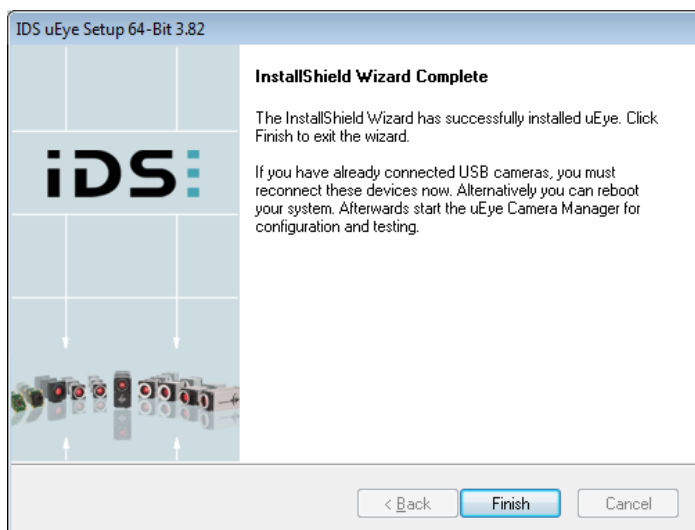 IDS uEye Setup 64-Bit 3.82
InstallShield Wizard Complete
The InstallShield Wizard has successfully installed uEye. Click
Finish to exit the wizard.
If you have already connected USB cameras, you must
reconnect these devices now. Alternatively you can reboot
your system. Afterwards start the uEye Camera Manager for
configuration and testing.
iDS
< Back
Finish
Cancel